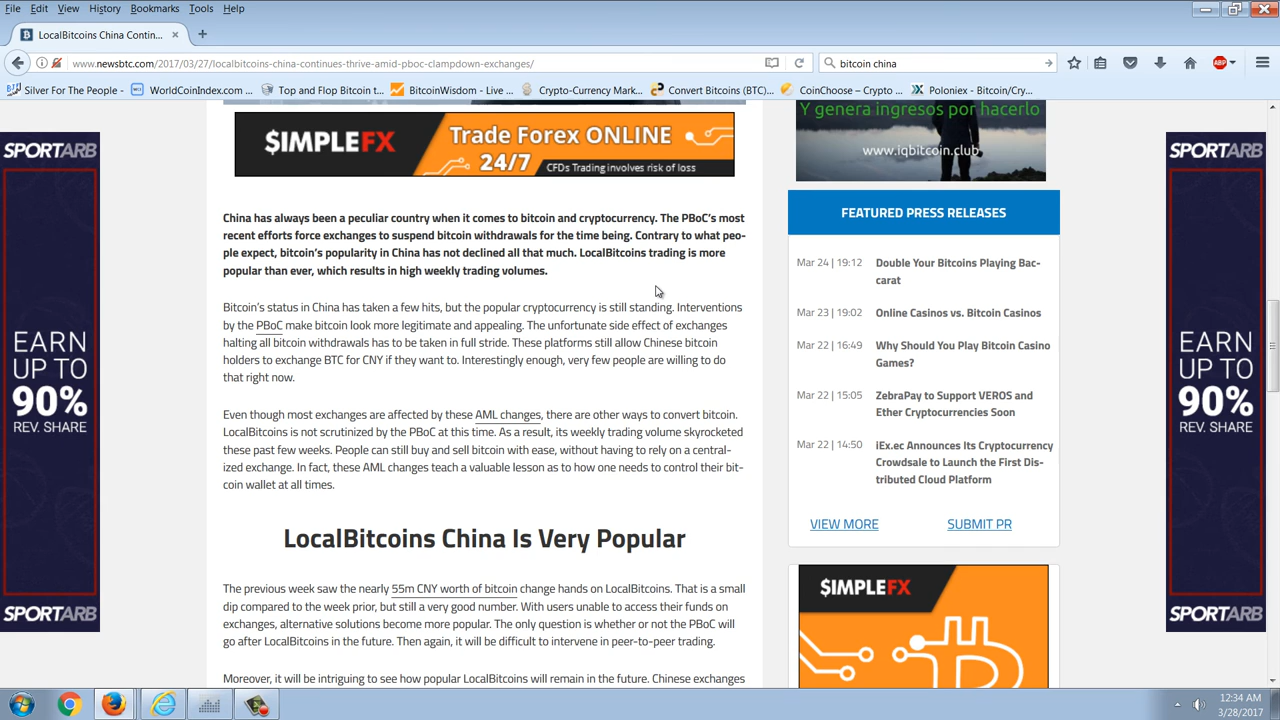 File Edit View History Bookmarks Tools Help
LocalBitcoins China Contin...
www.newsbtc.com/2017/03/27/localbitcoins-china-continues-thrive-amid-pboc-clampdown-exchanges/
bitcoin china
ABP
Silver For The People - WorldCoinIndex.com ... Top and Flop Bitcoin t... BitcoinWisdom - Live ... Crypto-Currency Mark... Convert Bitcoins (BTC)... CoinChoose – Crypto ... Poloniex - Bitcoin/Cry...
$IMPLEFX
Trade Forex ONLINE
24/7
CFDs Trading involves risk of loss
China has always been a peculiar country when it comes to bitcoin and cryptocurrency. The PBoC's most
recent efforts force exchanges to suspend bitcoin withdrawals for the time being. Contrary to what peo-
ple expect, bitcoin's popularity in China has not declined all that much. LocalBitcoins trading is more
popular than ever, which results in high weekly trading volumes.
Bitcoin's status in China has taken a few hits, but the popular cryptocurrency is still standing. Interventions
by the PBoC make bitcoin look more legitimate and appealing. The unfortunate side effect of exchanges
halting all bitcoin withdrawals has to be taken in full stride. These platforms still allow Chinese bitcoin
holders to exchange BTC for CNY if they want to. Interestingly enough, very few people are willing to do
that right now.
Even though most exchanges are affected by these AML changes, there are other ways to convert bitcoin.
LocalBitcoins is not scrutinized by the PBoC at this time. As a result, its weekly trading volume skyrocketed
these past few weeks. People can still buy and sell bitcoin with ease, without having to rely on a central-
ized exchange. In fact, these AML changes teach a valuable lesson as to how one needs to control their bit-
coin wallet at all times.
LocalBitcoins China Is Very Popular
The previous week saw the nearly 55m CNY worth of bitcoin change hands on LocalBitcoins. That is a small
dip compared to the week prior, but still a very good number. With users unable to access their funds on
exchanges, alternative solutions become more popular. The only question is whether or not the PBoC will
go after LocalBitcoins in the future. Then again, it will be difficult to intervene in peer-to-peer trading.
Moreover, it will be intriguing to see how popular LocalBitcoins will remain in the future. Chinese exchanges
Y genera ingresos por hacerlo
www.iqbitcoin.club
FEATURED PRESS RELEASES
Mar 24 | 19:12 Double Your Bitcoins Playing Bac-
carat
Mar 23 | 19:02 Online Casinos vs. Bitcoin Casinos
Mar 22 | 16:49 Why Should You Play Bitcoin Casino
Games?
Mar 22 | 15:05 ZebraPay to Support VEROS and
Ether Cryptocurrencies Soon
Mar 22 | 14:50 iEx.ec Announces Its Cryptocurrency
Crowdsale to Launch the First Dis-
tributed Cloud Platform
VIEW MORE SUBMIT PR
$IMPLEFX
SPORTARB
EARN
UP TO
90%
REV. SHARE
SPORTARB
SPORTARB
EARN
UP TO
90%
REV. SHARE
SPORTARB
12:34 AM
3/28/2017